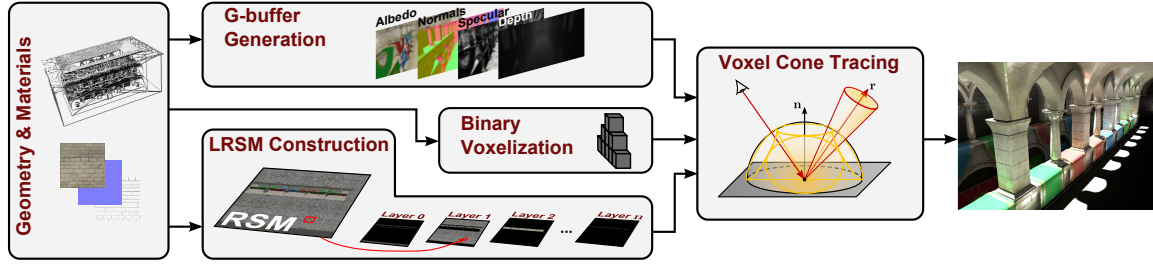 Geometry & Materials
G-buffer
Generation
Albedo
Normals
Specular
Depth
Binary
Voxelization
LRSM Construction
RSM
Layer 0
Layer 1
Layer 2
...
Layer n
Voxel Cone Tracing
n
r